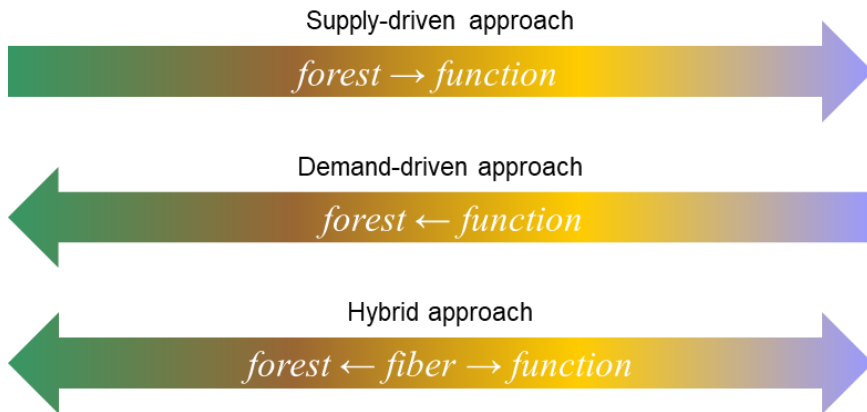 Supply-driven approach
forest → function
Demand-driven approach
forest ← function
Hybrid approach
forest ← fiber → function